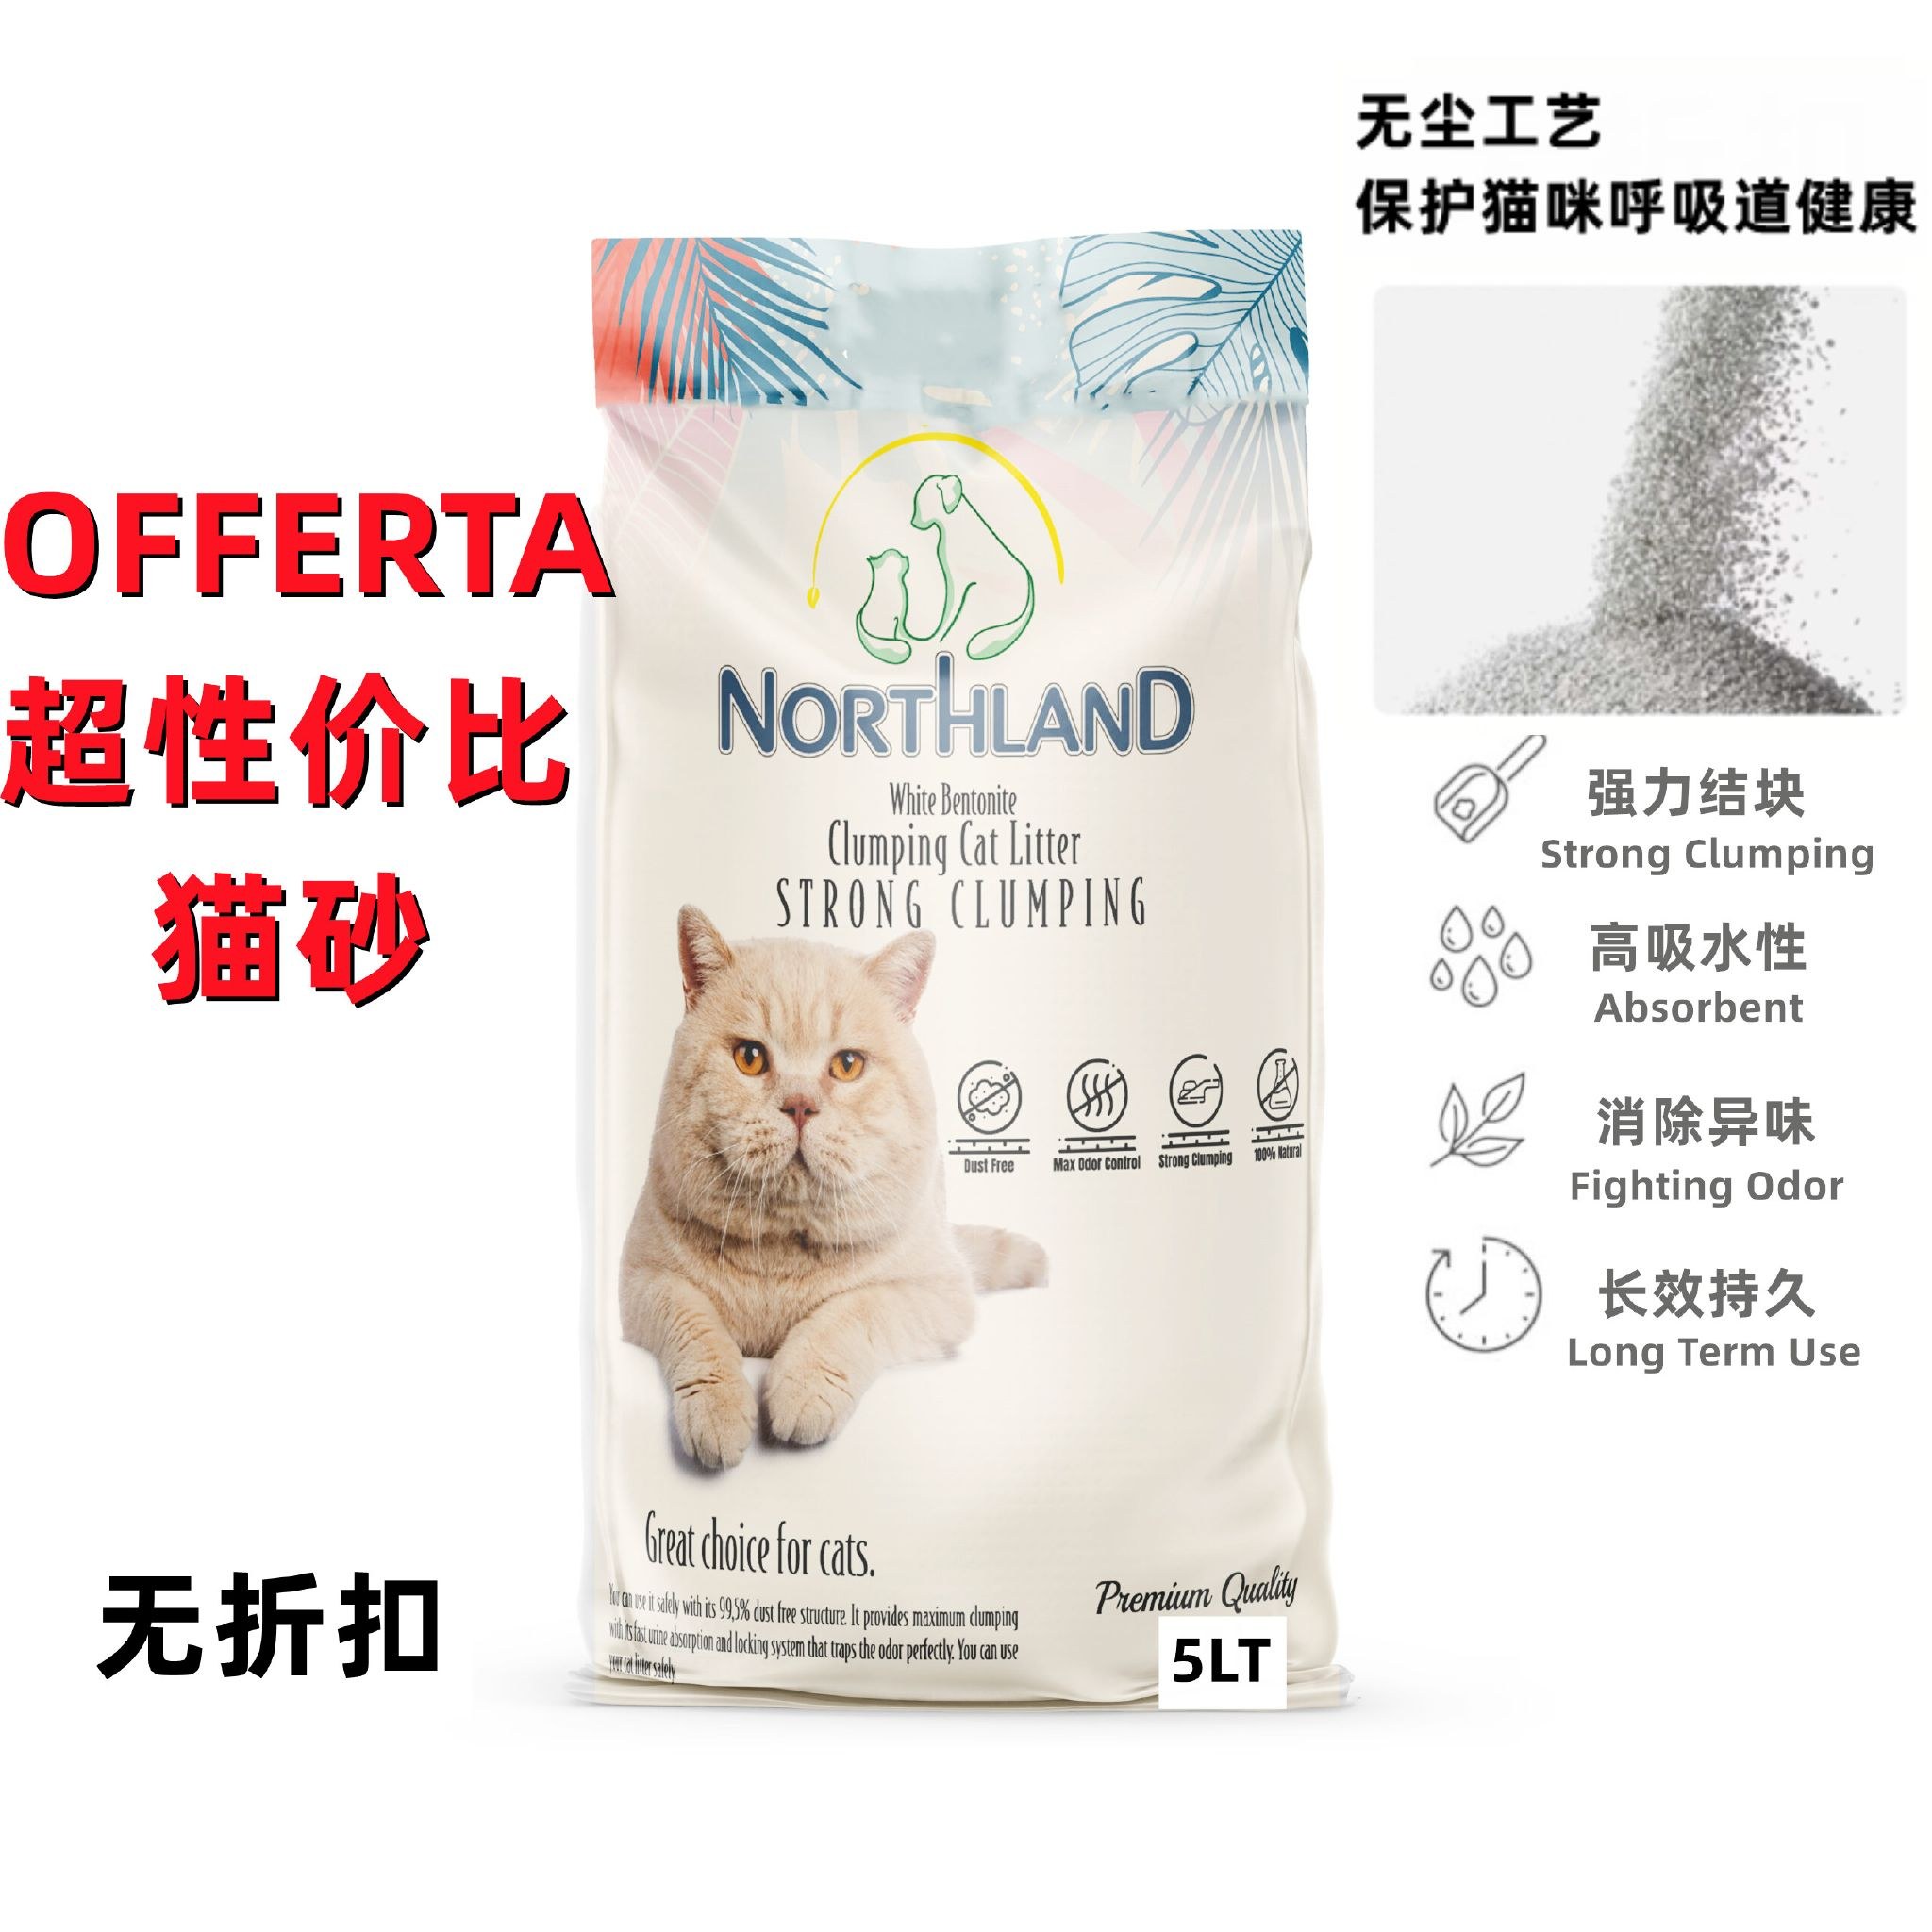 无尘工艺
保护猫咪呼吸道健康
OFFERTA
超性价比
猫砂
NORTHLAND
White Bentonite
Clumping Cat Litter
STRONG CLUMPING
Dust Free
Max Odor Control
Strong Clumping
100% Natural
强力结块
Strong Clumping
高吸水性
Absorbent
消除异味
Fighting Odor
长效持久
Long Term Use
Great choice for cats.
You can use it safely with its 99,5% dust free structure. It provides maximum clumping
with its fast urine absorption and locking system that traps the odor perfectly. You can use
your cat litter safely.
Premium Quality
5LT
无折扣